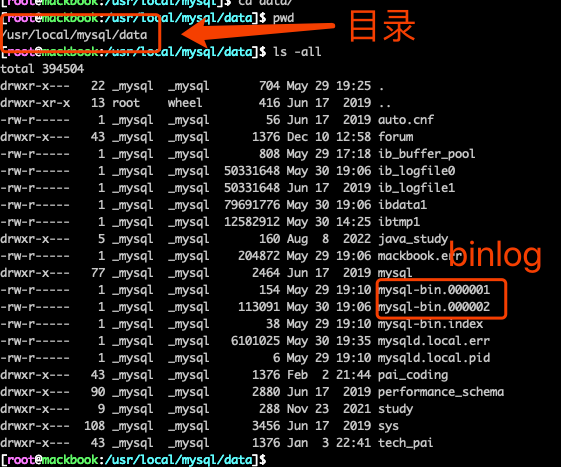 [root@mackbook:/usr/local/mysql]$ cd data/
[root@mackbook:/usr/local/mysql/data]$ pwd
/usr/local/mysql/data
目录
[root@mackbook:/usr/local/mysql/data]$ ls -all
total 394504
drwxr-x--- 22 _mysql _mysql 704 May 29 19:25 .
drwxr-xr-x 13 root wheel 416 Jun 17 2019 ..
-rw-r----- 1 _mysql _mysql 56 Jun 17 2019 auto.cnf
drwxr-x--- 43 _mysql _mysql 1376 Dec 10 12:58 forum
-rw-r----- 1 _mysql _mysql 808 May 29 17:18 ib_buffer_pool
-rw-r----- 1 _mysql _mysql 50331648 May 30 19:06 ib_logfile0
-rw-r----- 1 _mysql _mysql 50331648 Jun 17 2019 ib_logfile1
-rw-r----- 1 _mysql _mysql 79691776 May 30 19:06 ibdata1
-rw-r----- 1 _mysql _mysql 12582912 May 30 14:25 ibtmp1
drwxr-x--- 5 _mysql _mysql 160 Aug 8 2022 java_study
-rw-r----- 1 _mysql _mysql 204872 May 29 19:06 mackbook.err
drwxr-x--- 77 _mysql _mysql 2464 Jun 17 2019 mysql
binlog
-rw-r----- 1 _mysql _mysql 154 May 29 19:10 mysql-bin.000001
-rw-r----- 1 _mysql _mysql 113091 May 30 19:06 mysql-bin.000002
-rw-r----- 1 _mysql _mysql 38 May 29 19:10 mysql-bin.index
-rw-r----- 1 _mysql _mysql 6101025 May 30 19:35 mysqld.local.err
-rw-r----- 1 _mysql _mysql 6 May 29 19:10 mysqld.local.pid
drwxr-x--- 43 _mysql _mysql 1376 Feb 2 21:44 pai_coding
drwxr-x--- 90 _mysql _mysql 2880 Jun 17 2019 performance_schema
drwxr-x--- 9 _mysql _mysql 288 Nov 23 2021 study
drwxr-x--- 108 _mysql _mysql 3456 Jun 17 2019 sys
drwxr-x--- 43 _mysql _mysql 1376 Jan 3 22:41 tech_pai
[root@mackbook:/usr/local/mysql/data]$